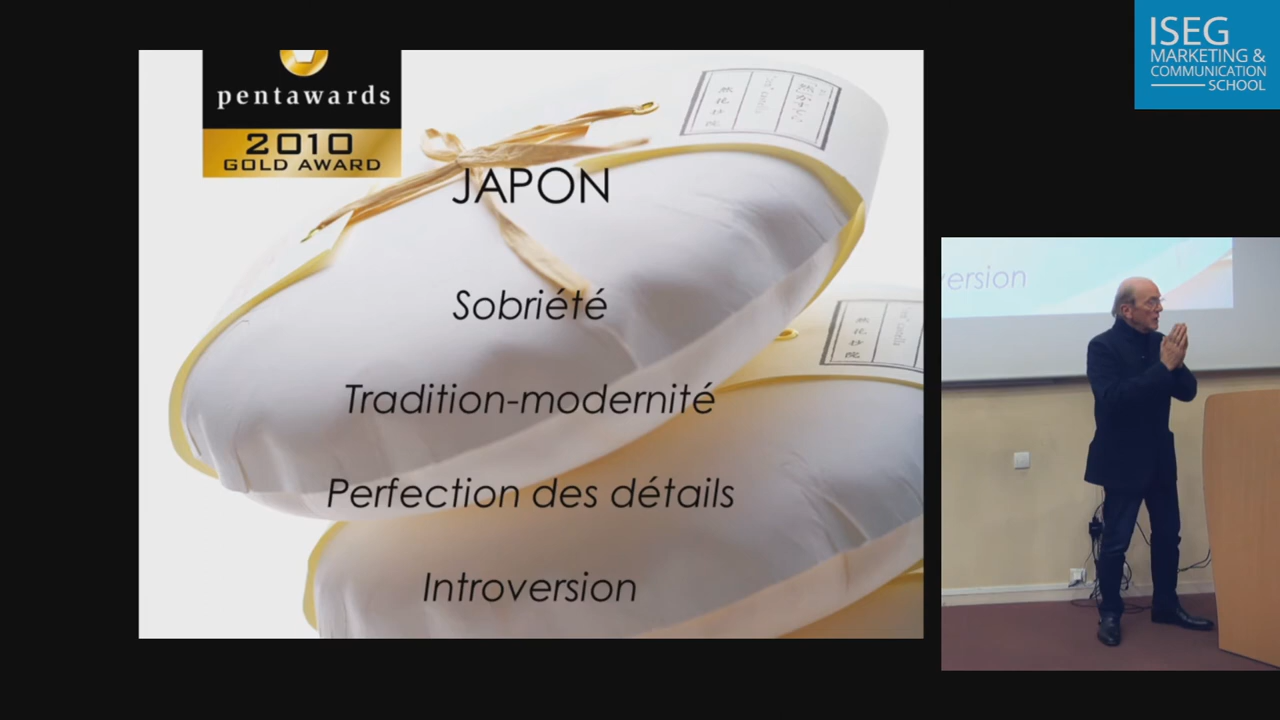 pentawards
2010
GOLD AWARD
JAPON
Sobriété
Tradition-modernité
Perfection des détails
Introversion
ISEG
MARKETING &
COMMUNICATION
SCHOOL
ersion